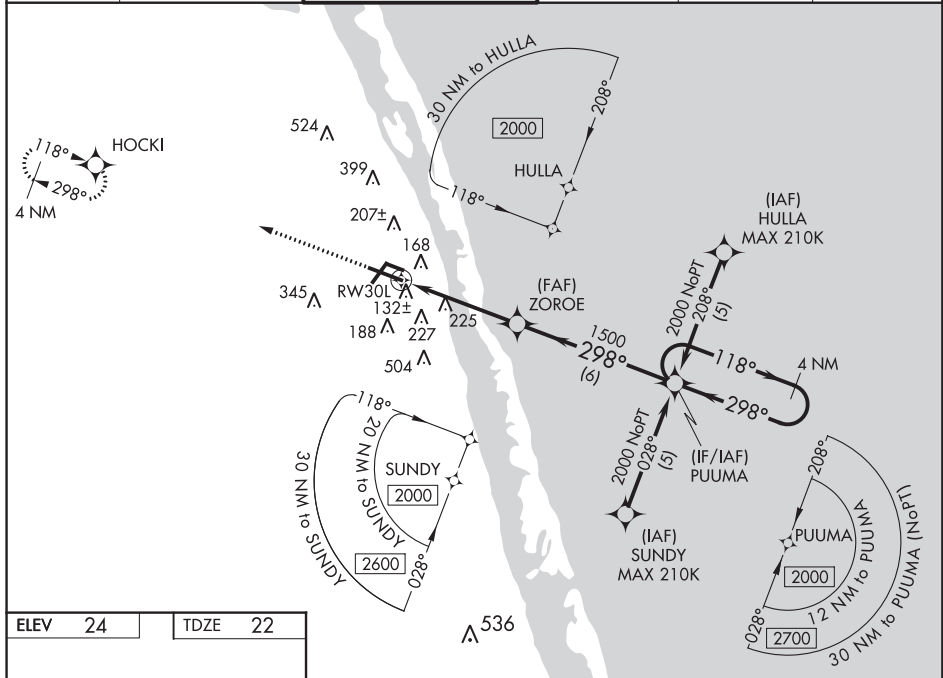 30 NM to HULLA
208°
2000
HULLA
118°
524
399
207±
168
118°
HOCKI
298°
4 NM
345
RW30L
132±
188
227
225
504
(FAF)
ZOROE
1500
298°
(6)
(IAF)
HULLA
MAX 210K
2000 NoPT
208°
(5)
118°
4 NM
298°
(IF/IAF)
PUUMA
2000 NoPT
028°
(5)
(IAF)
SUNDY
MAX 210K
118°
20 NM to SUNDY
30 NM to SUNDY
SUNDY
2000
2600
028°
208°
PUUMA
2000
12 NM to PUUMA
2700
30 NM to PUUMA (NoPT)
028°
536
ELEV 24
TDZE 22